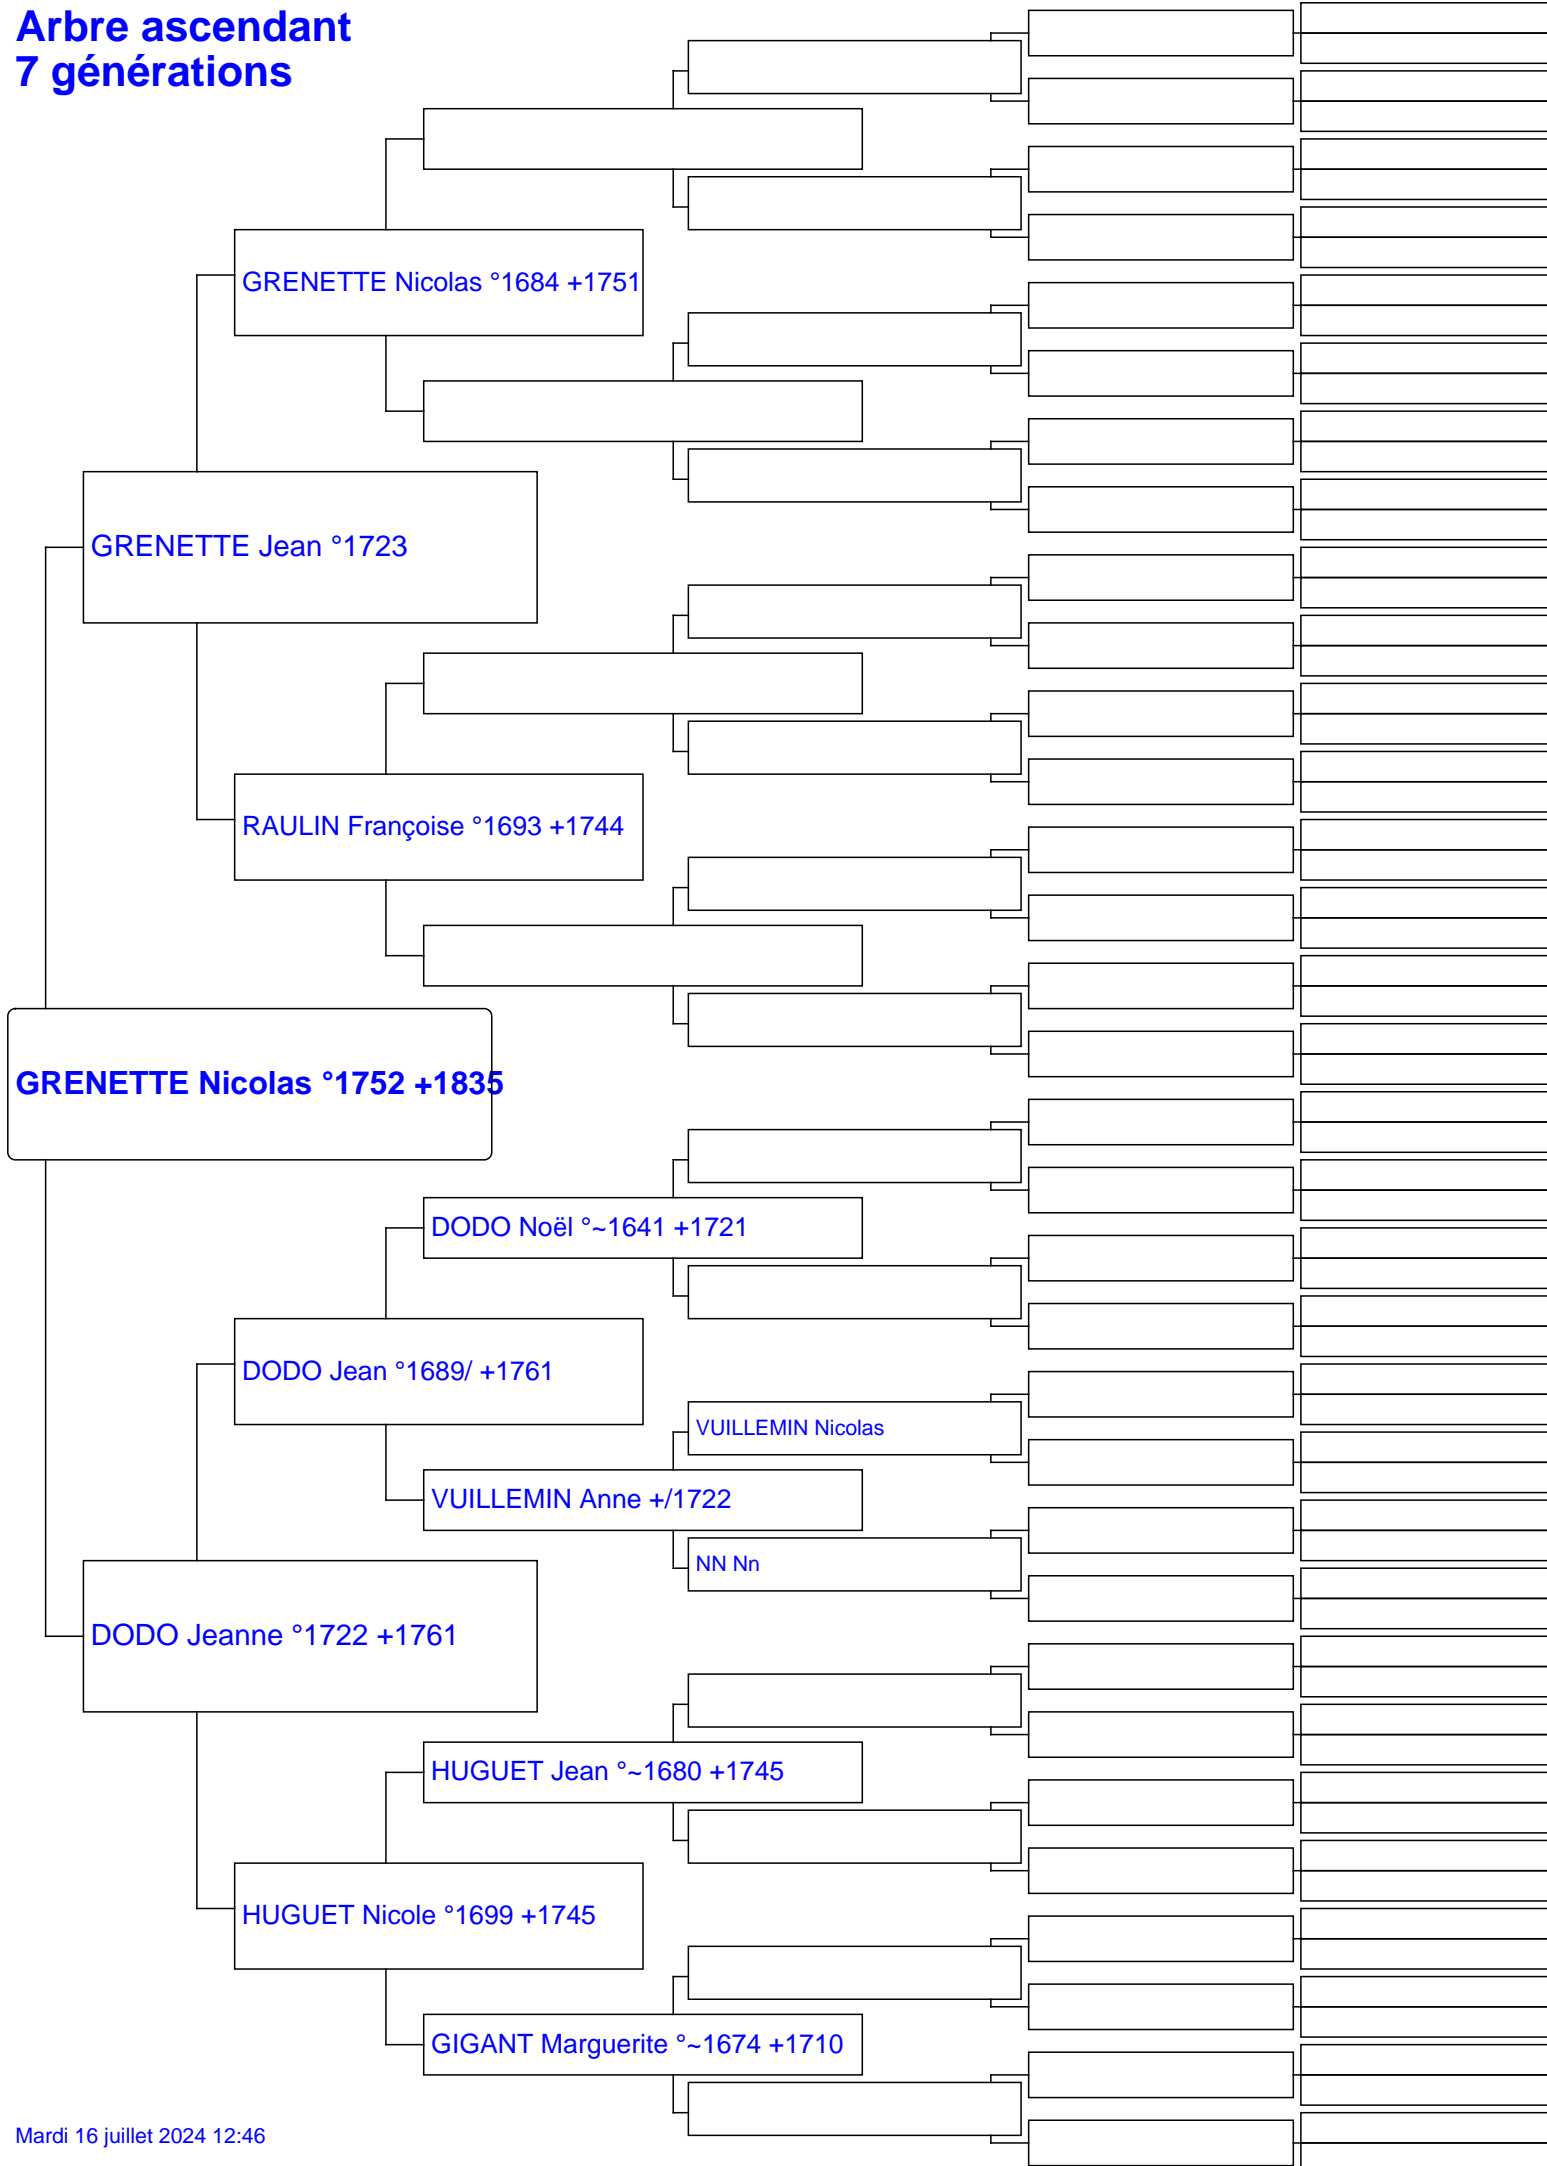 Arbre ascendant
7 générations
GRENETTE Nicolas °1684 +1751
GRENETTE Jean °1723
RAULIN Françoise °1693 +1744
GRENETTE Nicolas °1752 +1835
DODO Noël °~1641 +1721
DODO Jean °1689/ +1761
VUILLEMIN Nicolas
VUILLEMIN Anne +/1722
NN Nn
DODO Jeanne °1722 +1761
HUGUET Jean °~1680 +1745
HUGUET Nicole °1699 +1745
GIGANT Marguerite °~1674 +1710
Mardi 16 juillet 2024 12:46